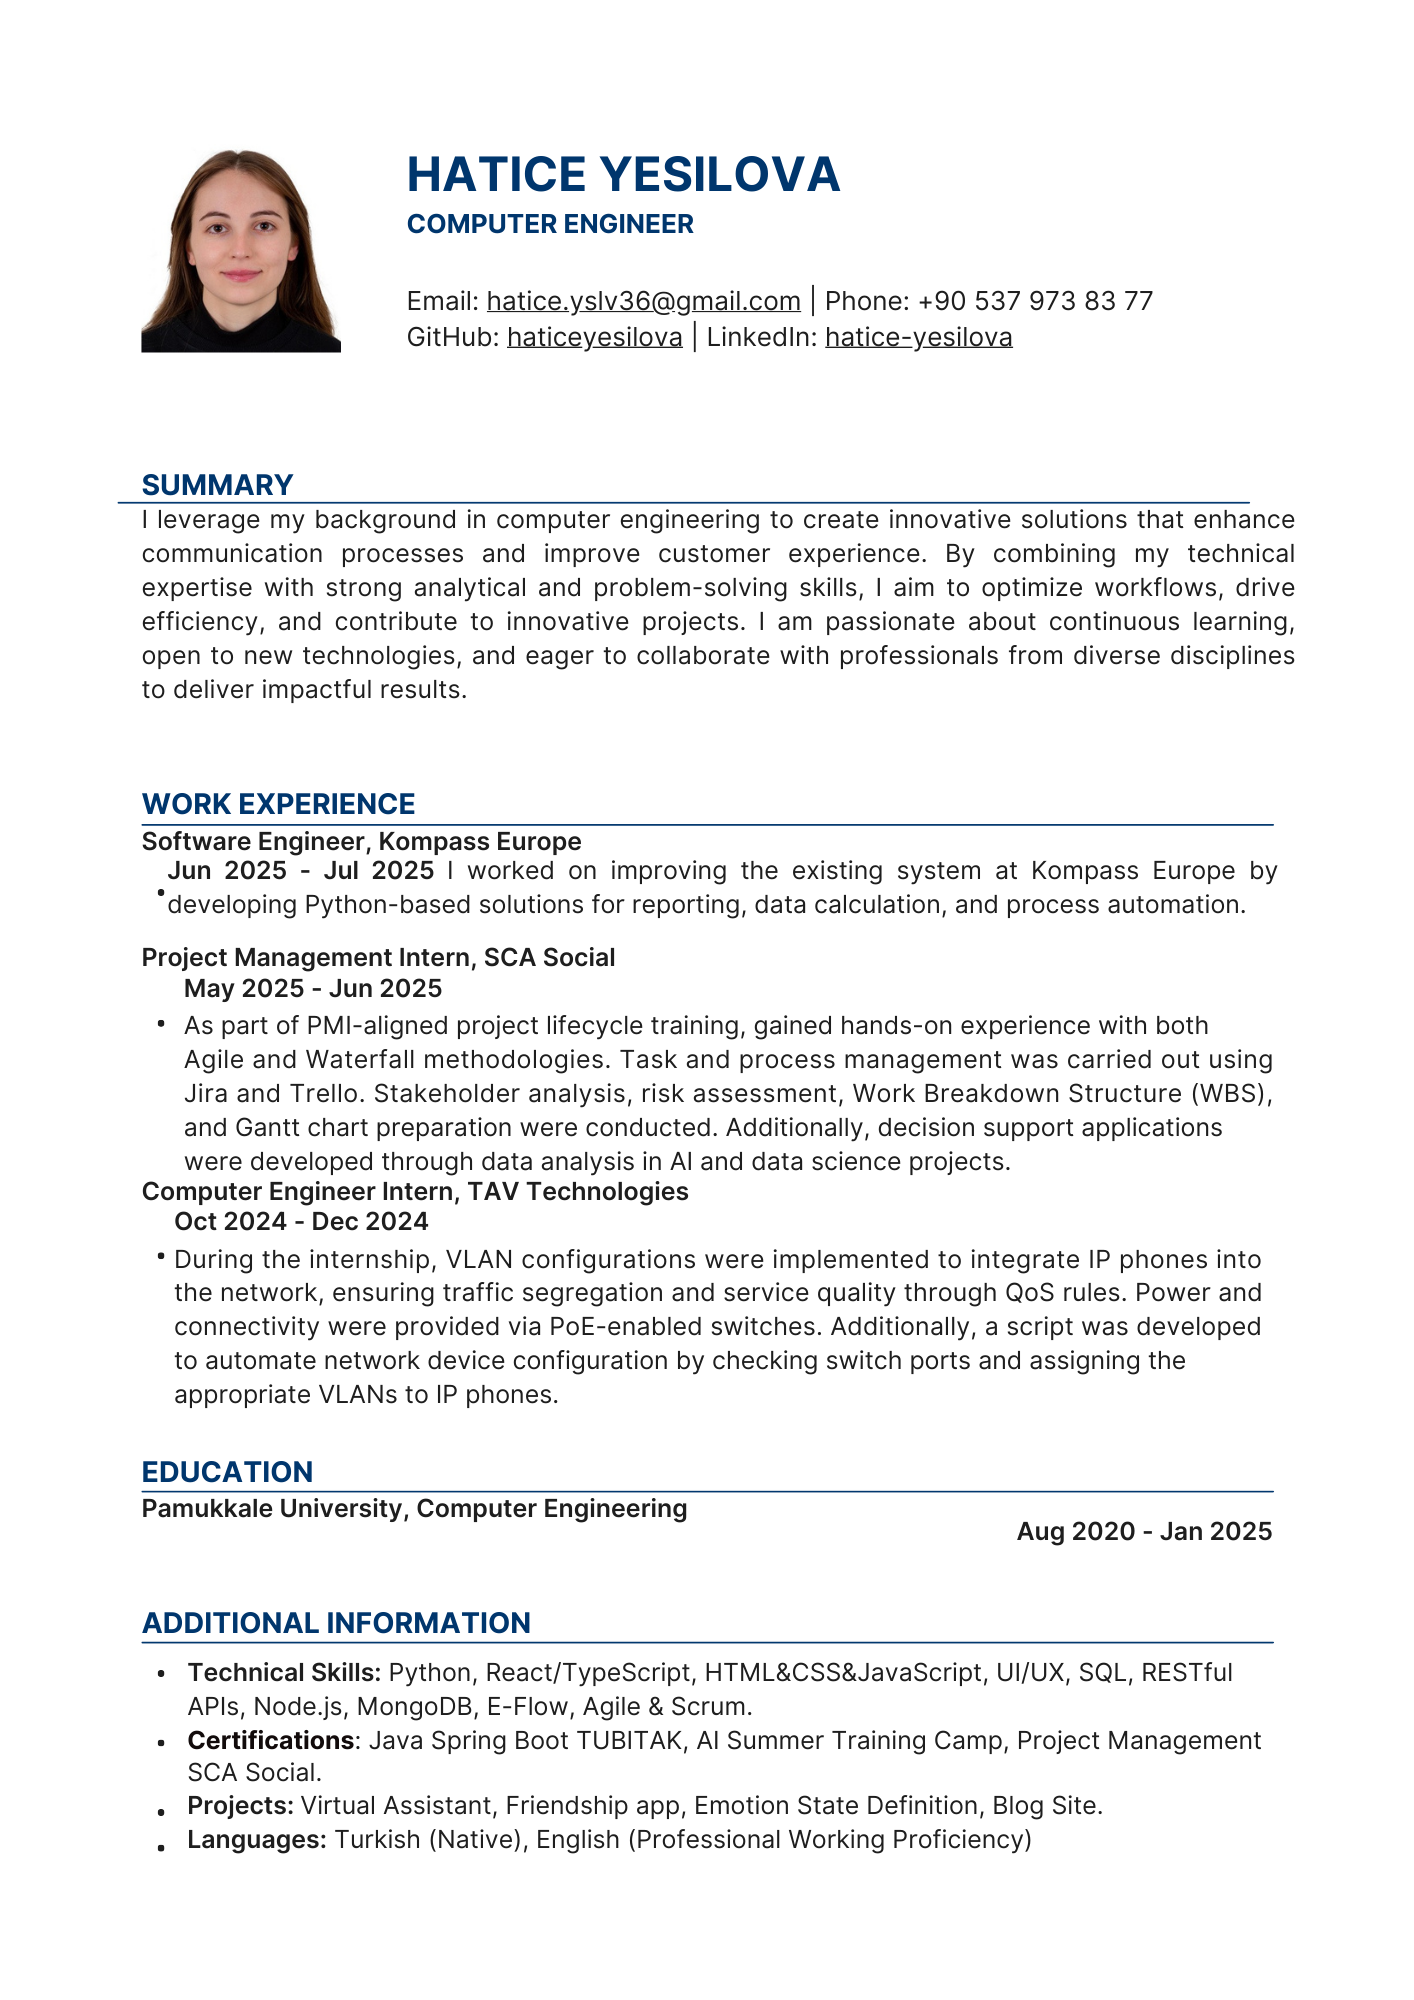 HATICE YESILOVA
COMPUTER ENGINEER
Email: hatice.yslv36@gmail.com | Phone: +90 537 973 83 77
GitHub: haticeyesilova | LinkedIn: hatice-yesilova
SUMMARY
I leverage my background in computer engineering to create innovative solutions that enhance
communication processes and improve customer experience. By combining my technical
expertise with strong analytical and problem-solving skills, I aim to optimize workflows, drive
efficiency, and contribute to innovative projects. I am passionate about continuous learning,
open to new technologies, and eager to collaborate with professionals from diverse disciplines
to deliver impactful results.
WORK EXPERIENCE
Software Engineer, Kompass Europe
Jun 2025 - Jul 2025 I worked on improving the existing system at Kompass Europe by
• developing Python-based solutions for reporting, data calculation, and process automation.
Project Management Intern, SCA Social
May 2025 - Jun 2025
• As part of PMI-aligned project lifecycle training, gained hands-on experience with both
Agile and Waterfall methodologies. Task and process management was carried out using
Jira and Trello. Stakeholder analysis, risk assessment, Work Breakdown Structure (WBS),
and Gantt chart preparation were conducted. Additionally, decision support applications
were developed through data analysis in AI and data science projects.
Computer Engineer Intern, TAV Technologies
Oct 2024 - Dec 2024
• During the internship, VLAN configurations were implemented to integrate IP phones into
the network, ensuring traffic segregation and service quality through QoS rules. Power and
connectivity were provided via PoE-enabled switches. Additionally, a script was developed
to automate network device configuration by checking switch ports and assigning the
appropriate VLANs to IP phones.
EDUCATION
Pamukkale University, Computer Engineering
Aug 2020 - Jan 2025
ADDITIONAL INFORMATION
• Technical Skills: Python, React/TypeScript, HTML&CSS&JavaScript, UI/UX, SQL, RESTful
APIs, Node.js, MongoDB, E-Flow, Agile & Scrum.
• Certifications: Java Spring Boot TUBITAK, AI Summer Training Camp, Project Management
SCA Social.
• Projects: Virtual Assistant, Friendship app, Emotion State Definition, Blog Site.
• Languages: Turkish (Native), English (Professional Working Proficiency)